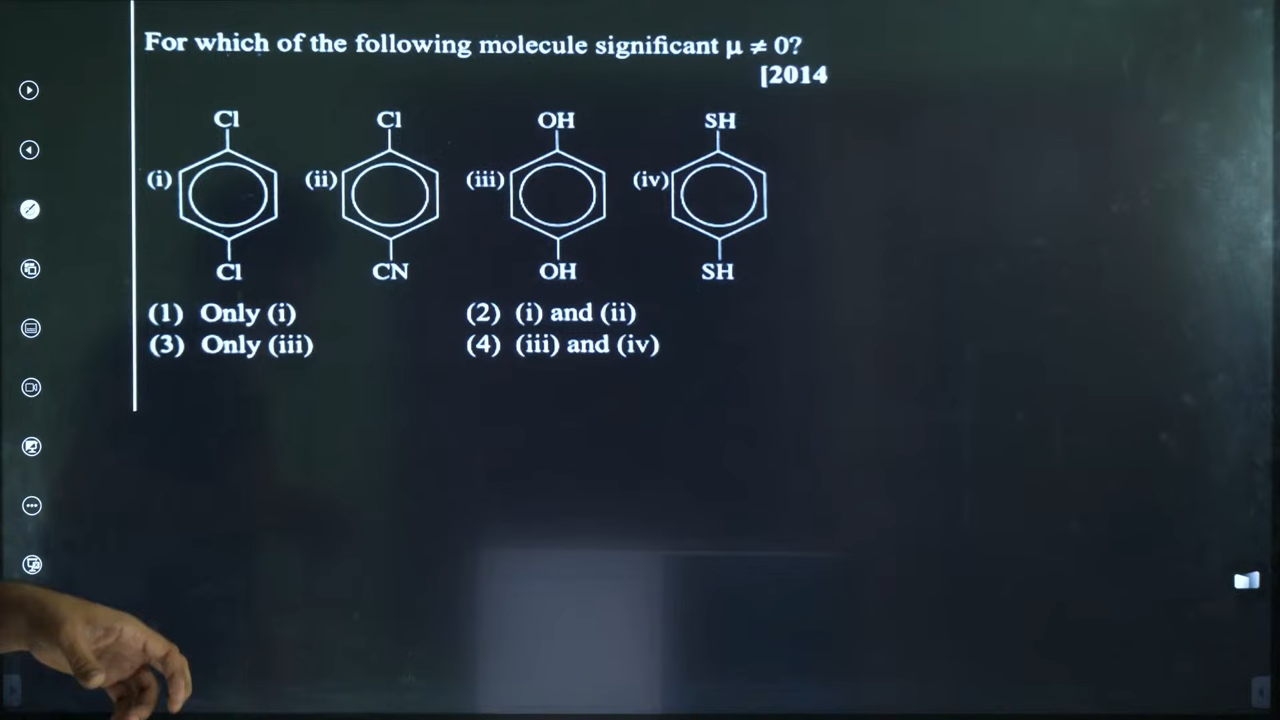 For which of the following molecule significant μ ≠ 0?
[2014
Cl Cl OH SH
(i) (ii) (iii) (iv)
Cl CN OH SH
(1) Only (i) (2) (i) and (ii)
(3) Only (iii) (4) (iii) and (iv)